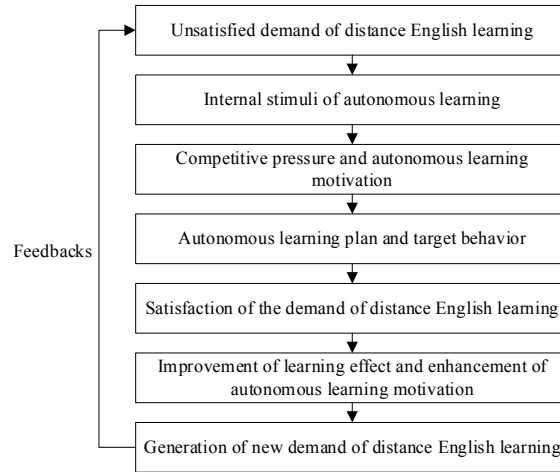 Unsatisfied demand of distance English learning
Internal stimuli of autonomous learning
Competitive pressure and autonomous learning
motivation
Feedbacks
Autonomous learning plan and target behavior
Satisfaction of the demand of distance English learning
Improvement of learning effect and enhancement of
autonomous learning motivation
Generation of new demand of distance English learning